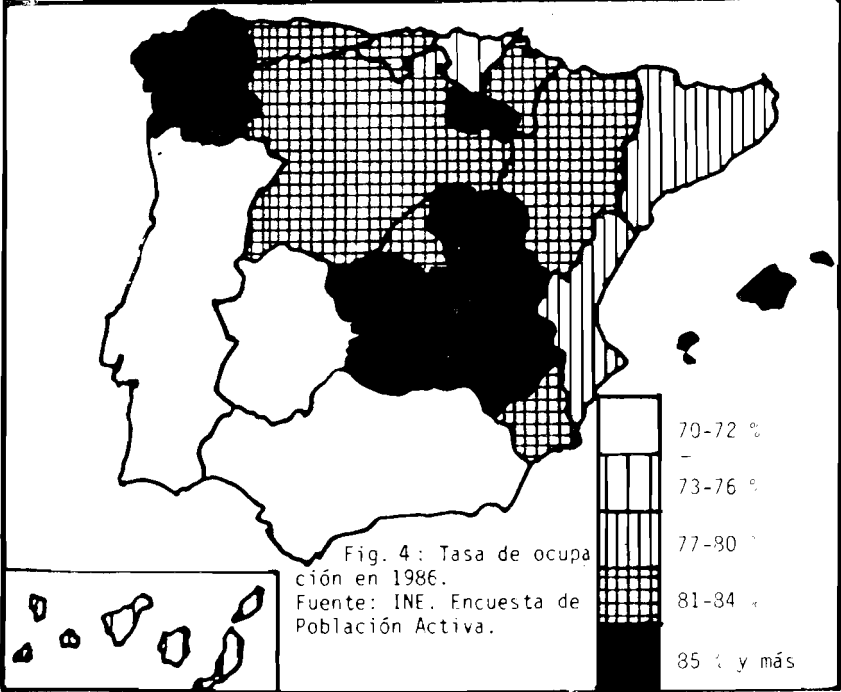 70-72 %
73-76 %
77-80
81-84
85 % y más
Fig. 4: Tasa de ocupa
ción en 1986.
Fuente: INE. Encuesta de
Población Activa.